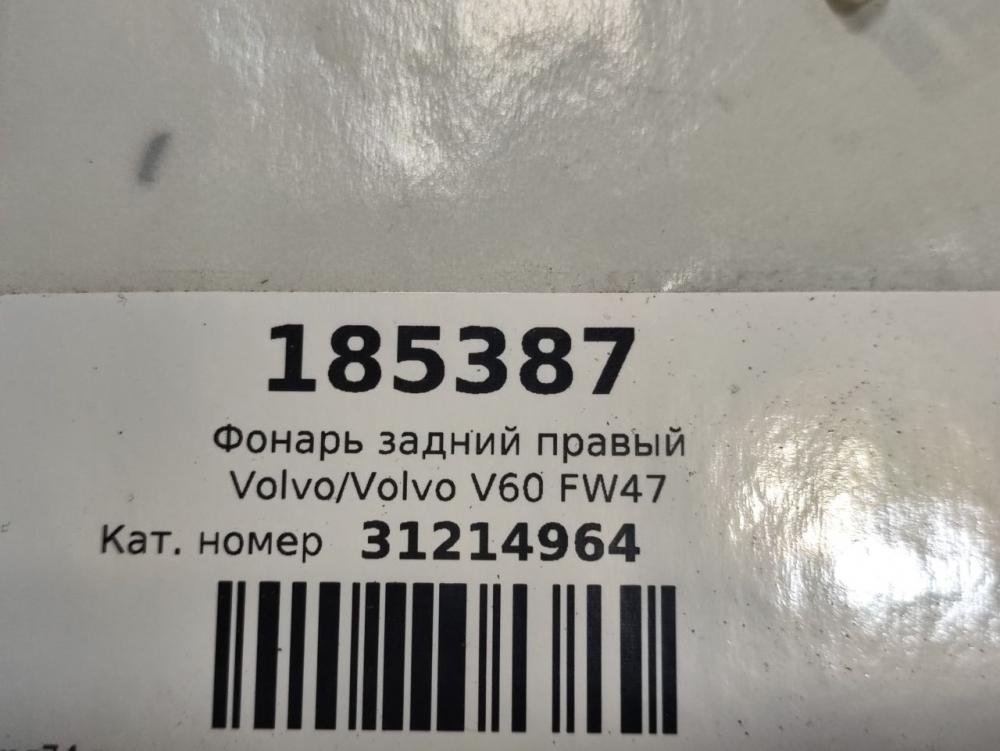 185387
Фонарь задний правый
Volvo/Volvo V60 FW47
Кат. номер 31214964